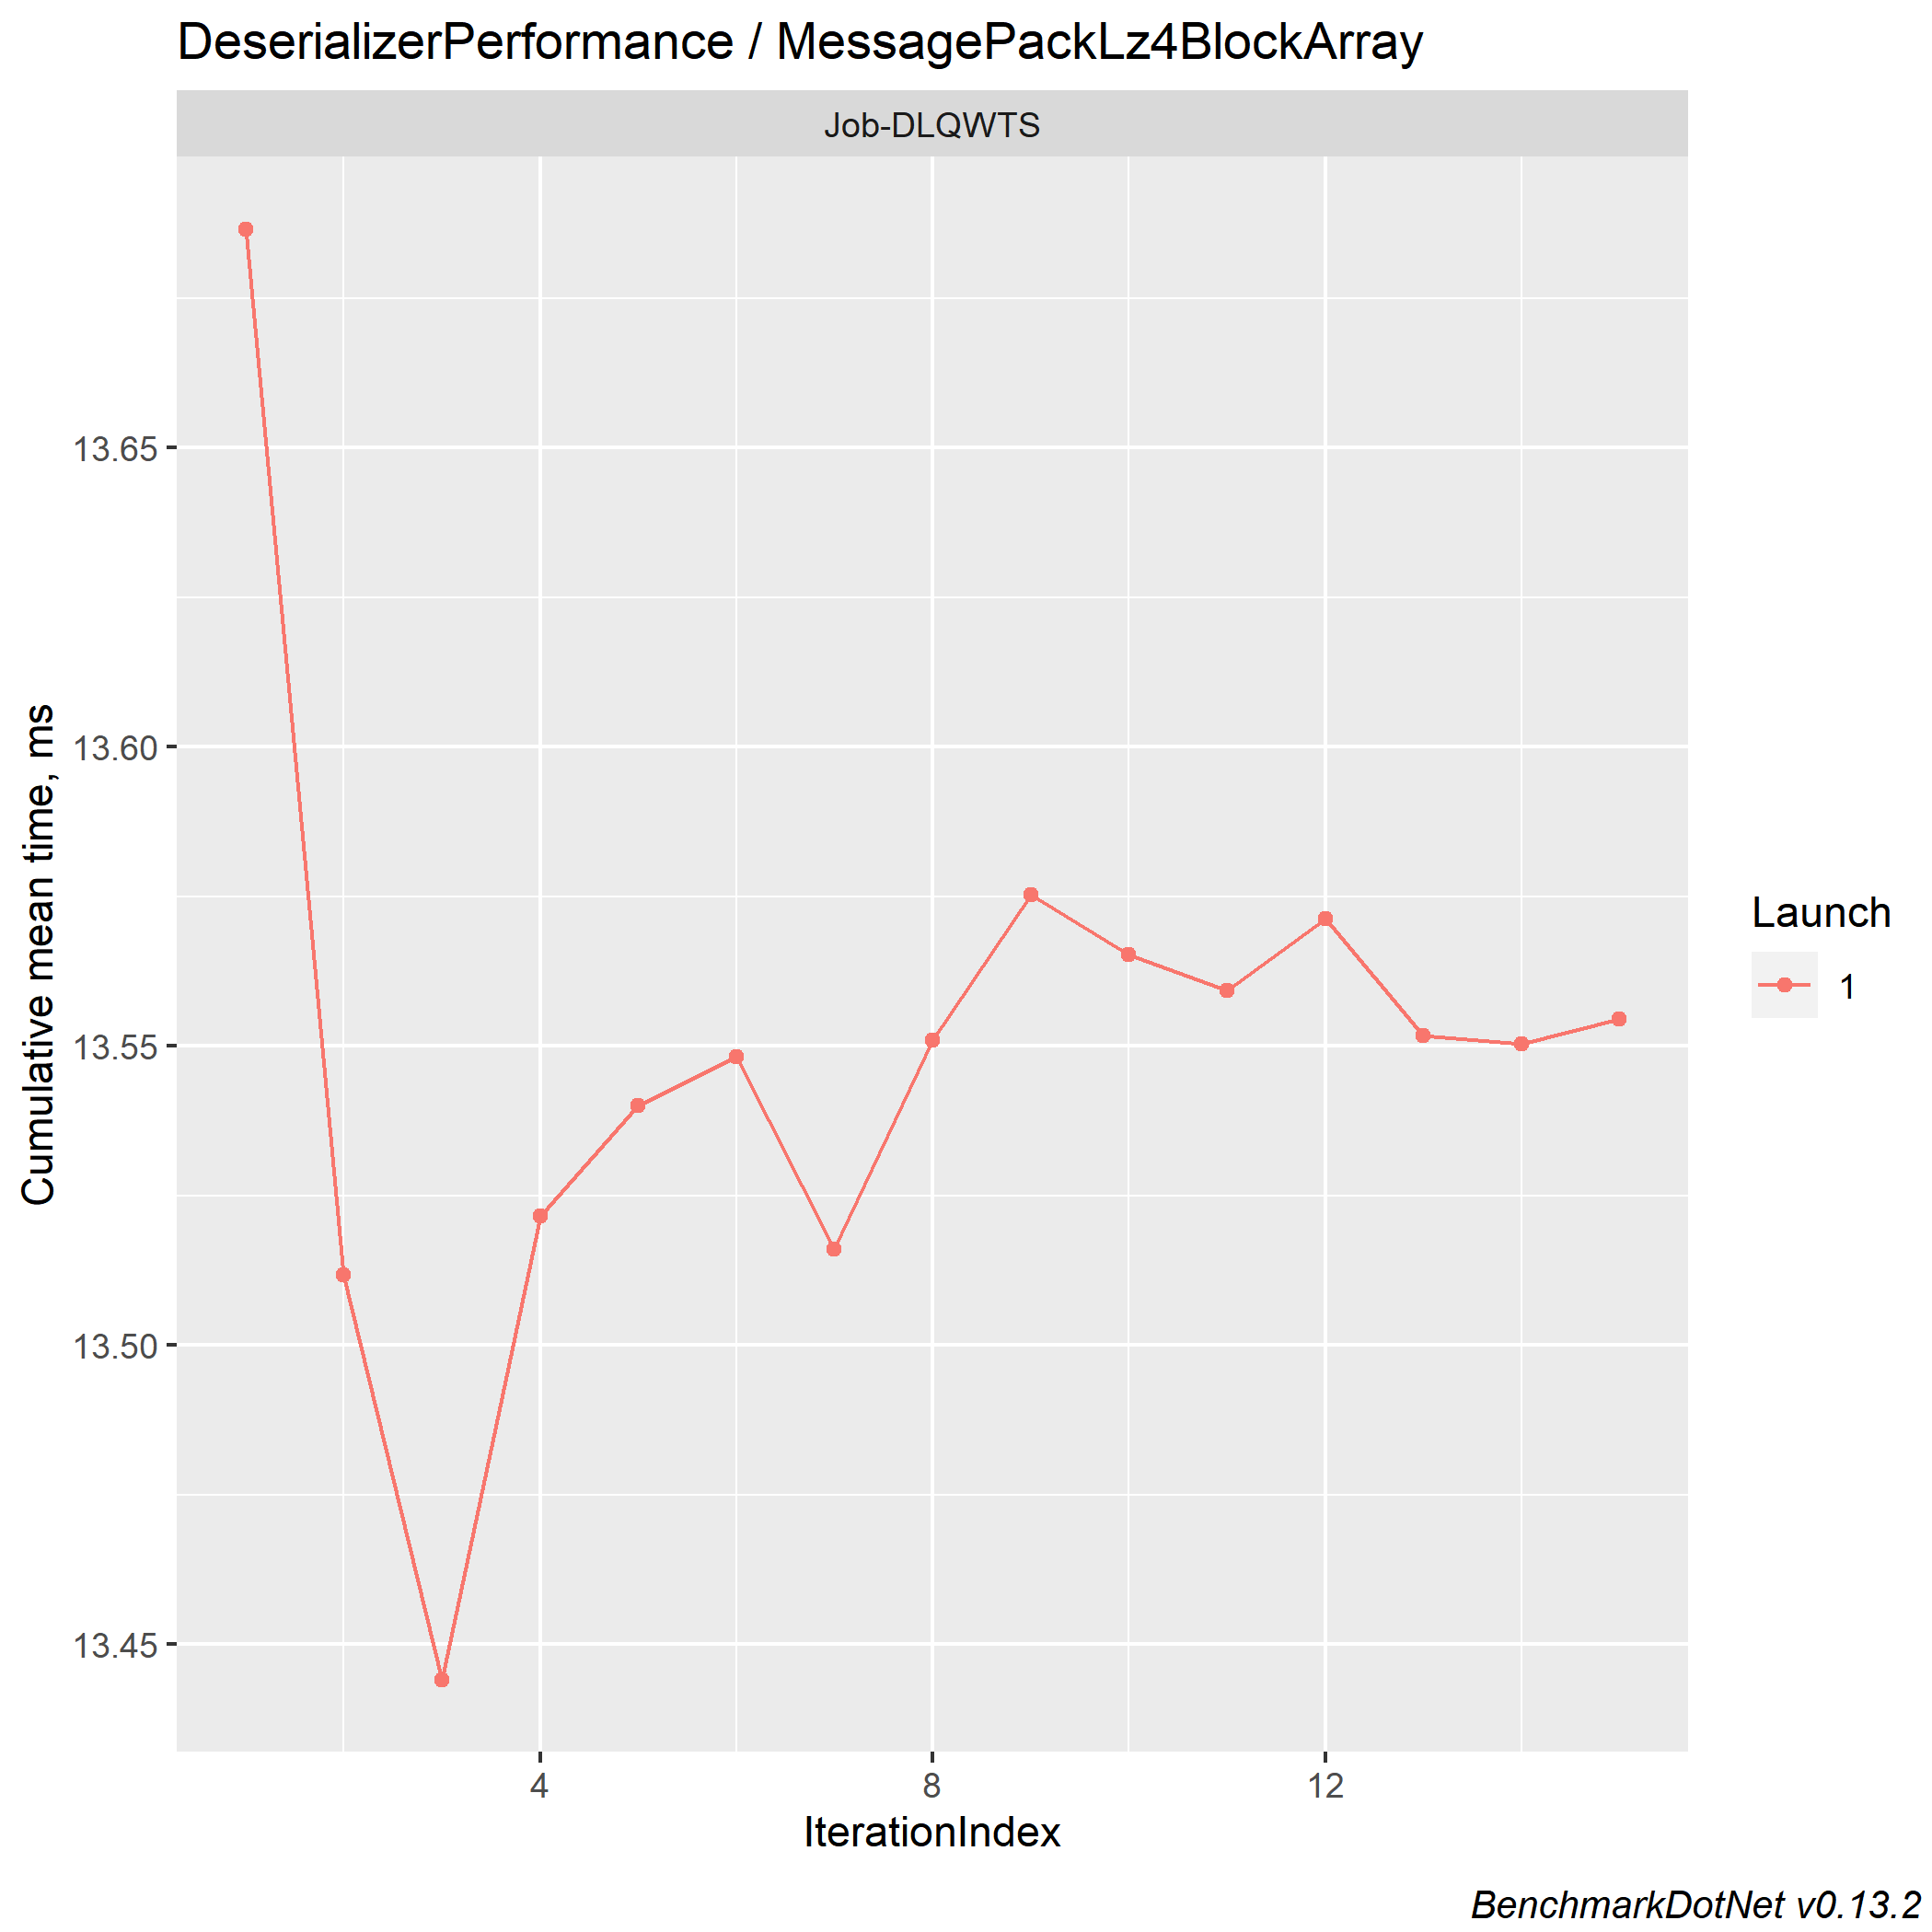 DeserializerPerformance / MessagePackLz4BlockArray
Job-DLQWTS
Cumulative mean time, ms
13.65
13.60
13.55
13.50
13.45
4
8
12
IterationIndex
Launch
1
BenchmarkDotNet v0.13.2